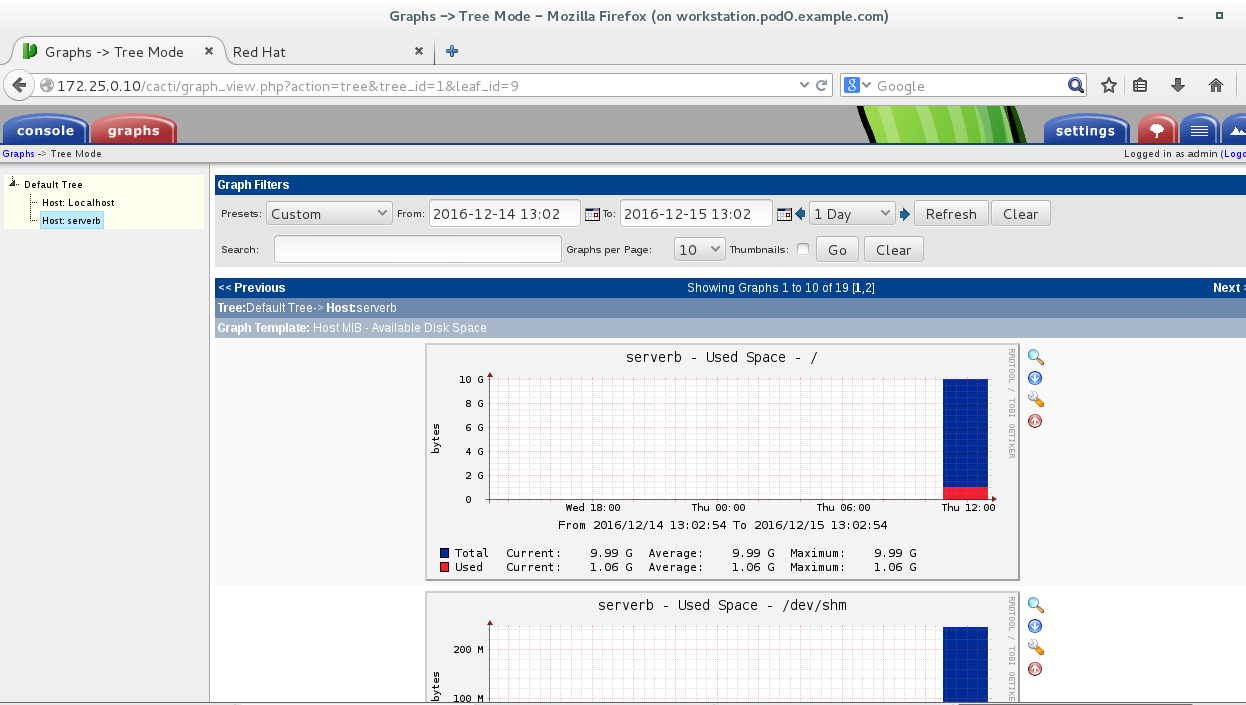 Graphs -> Tree Mode - Mozilla Firefox (on workstation.pod0.example.com)
Graphs -> Tree Mode
Red Hat
172.25.0.10/cacti/graph_view.php?action=tree&tree_id=1&leaf_id=9
8 Google
console graphs settings
Graphs -> Tree Mode
Logged in as admin (Logo
Default Tree
Host: Localhost
Host: serverb
Graph Filters
Presets: Custom From: 2016-12-14 13:02 To: 2016-12-15 13:02 1 Day Refresh Clear
Search: Graphs per Page: 10 Thumbnails: Go Clear
<< Previous Showing Graphs 1 to 10 of 19 [1,2] Next >
Tree:Default Tree-> Host:serverb
Graph Template: Host MIB - Available Disk Space
serverb - Used Space - /
RRDTOOL / TOBI OETIKER
bytes
10 G
8 G
6 G
4 G
2 G
0
Wed 18:00 Thu 00:00 Thu 06:00 Thu 12:00
From 2016/12/14 13:02:54 To 2016/12/15 13:02:54
Total Current: 9.99 G Average: 9.99 G Maximum: 9.99 G
Used Current: 1.06 G Average: 1.06 G Maximum: 1.06 G
serverb - Used Space - /dev/shm
RRDTOOL / TOBI OETIKE
bytes
200 M
100 M